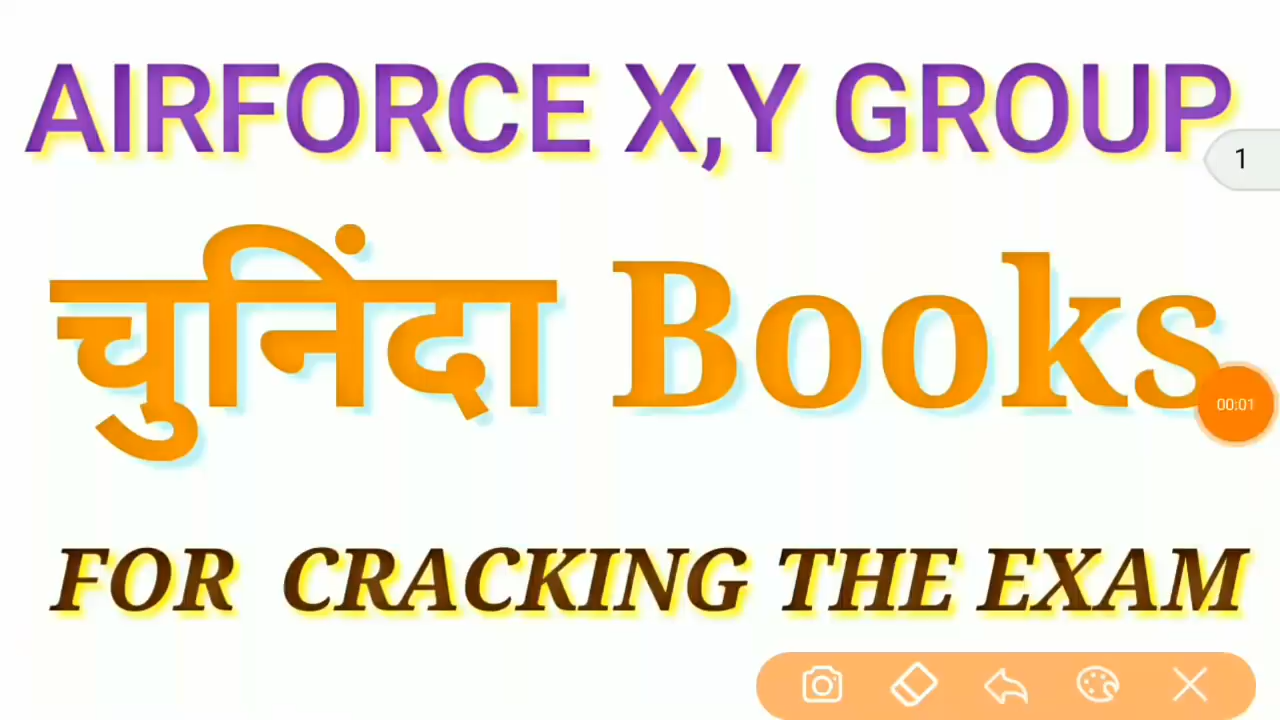 AIRFORCE X,Y GROUP
1
चुनिंदा Books
00:01
FOR CRACKING THE EXAM